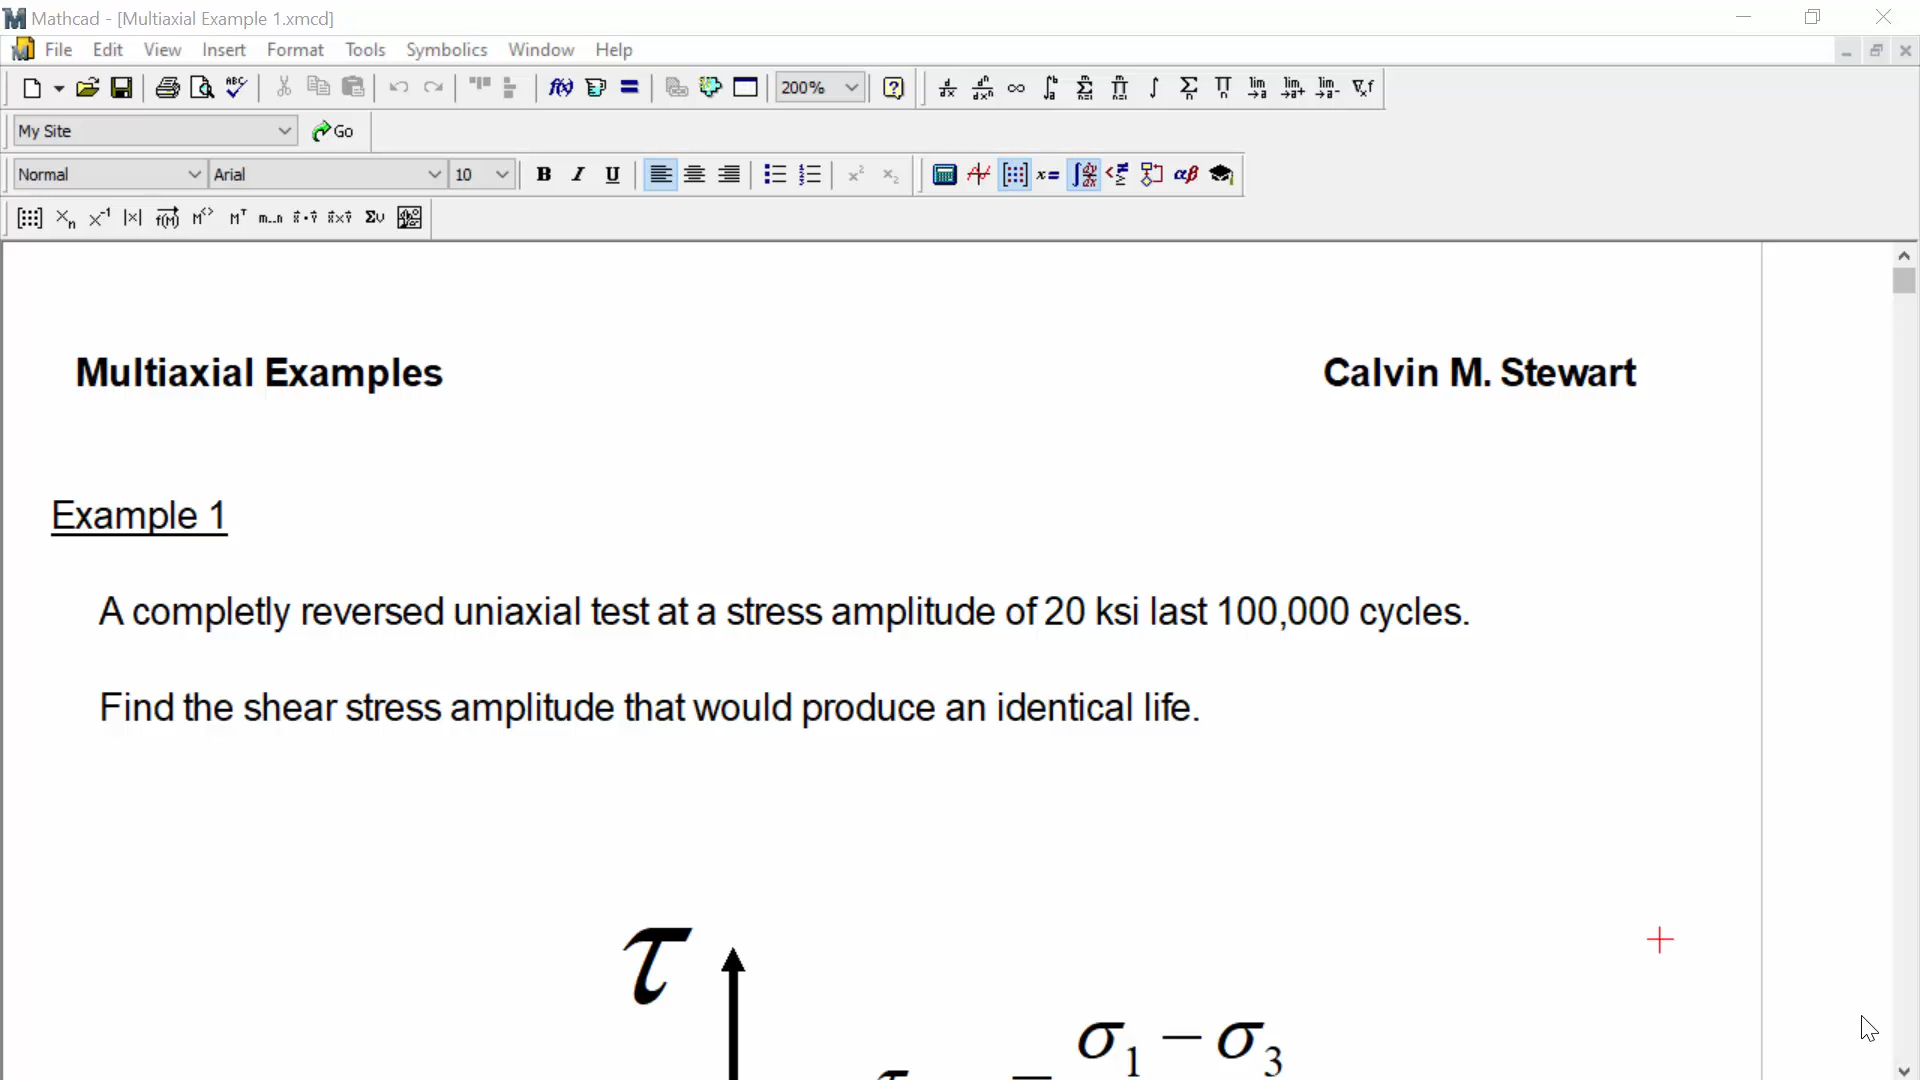 Mathcad - [Multiaxial Example 1.xmcd]
File Edit View Insert Format Tools Symbolics Window Help
200%
My Site Go
Normal Arial 10 B I U
Multiaxial Examples Calvin M. Stewart
Example 1
A completly reversed uniaxial test at a stress amplitude of 20 ksi last 100,000 cycles.
Find the shear stress amplitude that would produce an identical life.
τ
σ1 − σ3